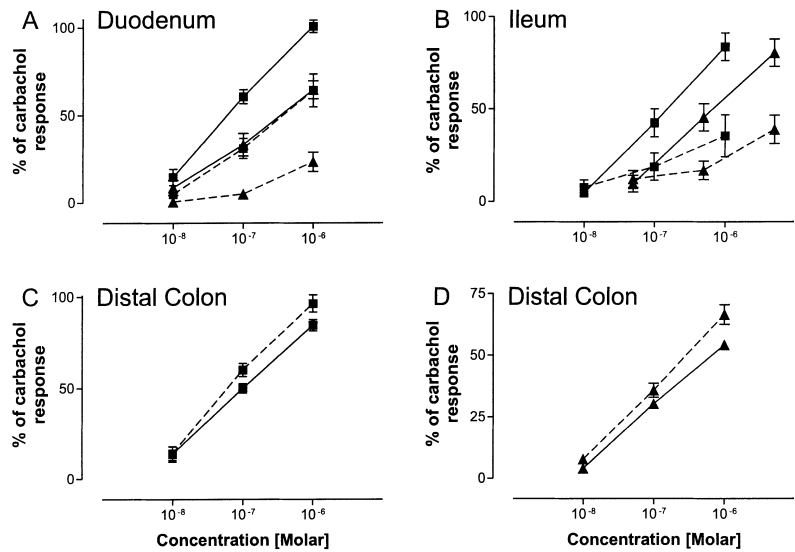 A Duodenum
% of carbachol
response
100
50
0
10⁻⁸ 10⁻⁷ 10⁻⁶
B Ileum
% of carbachol
response
100
50
0
10⁻⁸ 10⁻⁷ 10⁻⁶
C Distal Colon
% of carbachol
response
100
50
0
10⁻⁸ 10⁻⁷ 10⁻⁶
Concentration [Molar]
D Distal Colon
% of carbachol
response
75
50
25
0
10⁻⁸ 10⁻⁷ 10⁻⁶
Concentration [Molar]